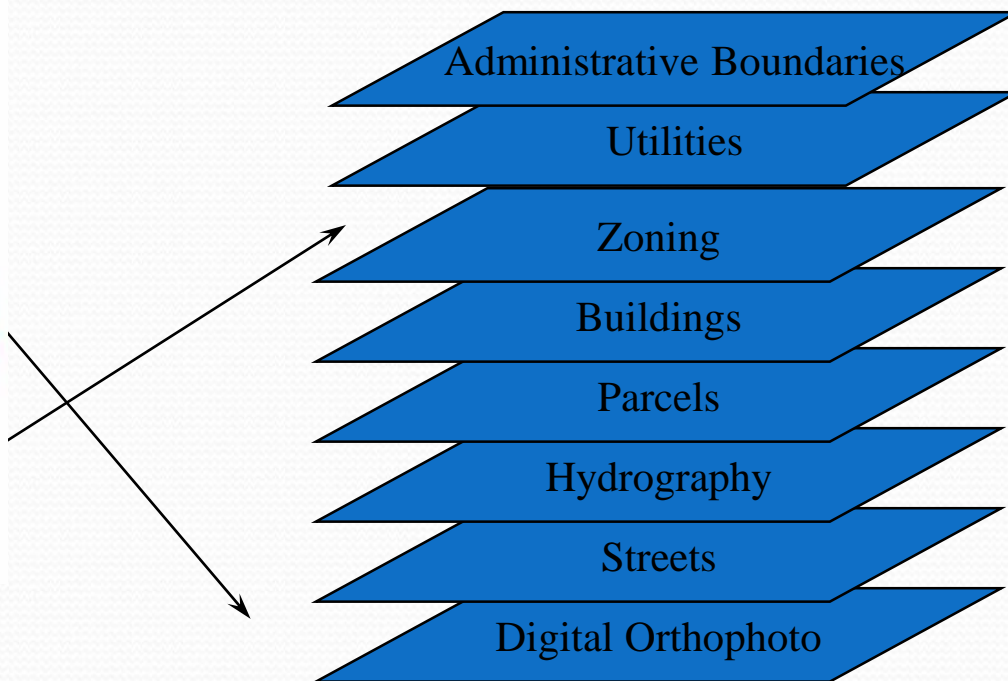 Administrative Boundaries
Utilities
Zoning
Buildings
Parcels
Hydrography
Streets
Digital Orthophoto